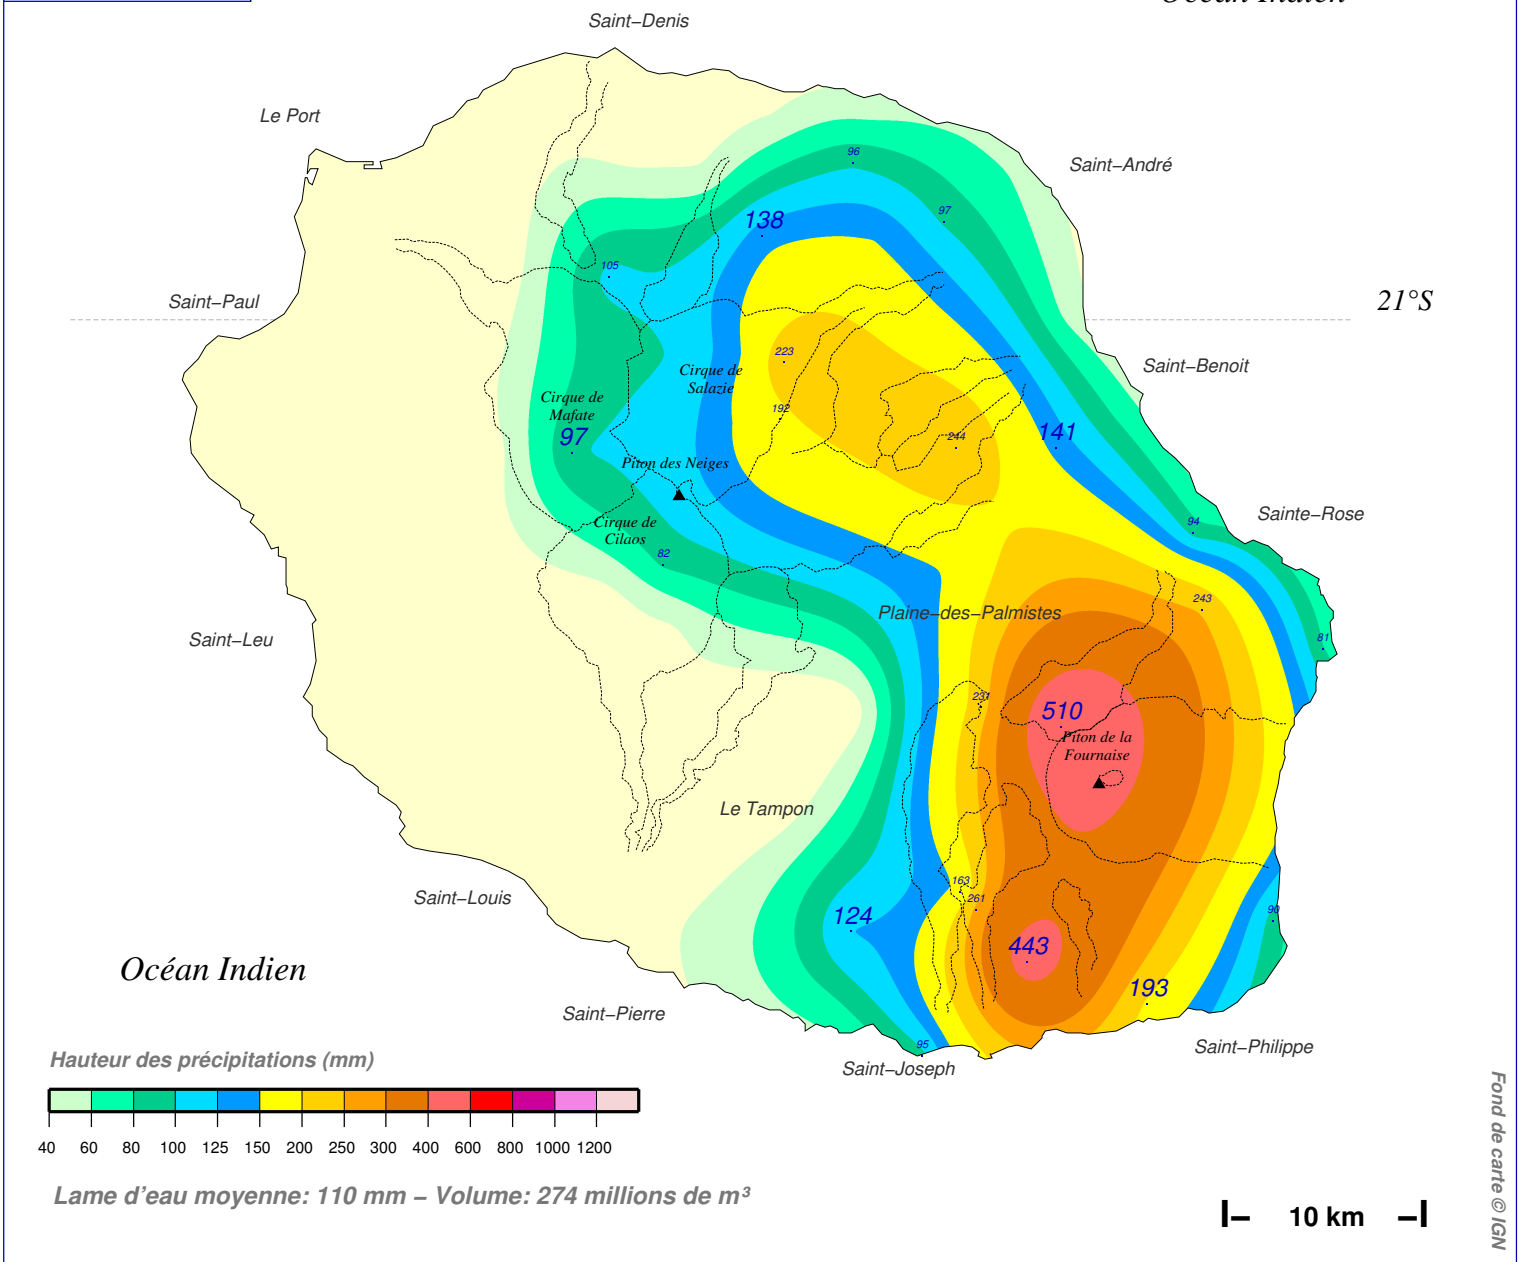 Saint–Denis
Le Port
Saint–André
96
97
138
105
Saint–Paul
21°S
223
Saint–Benoit
Cirque de
Salazie
Cirque de
Mafate
192
97
244
141
Piton des Neiges
Cirque de
Cilaos
94
Sainte–Rose
82
243
Plaine–des–Palmistes
Saint–Leu
81
231
510
Piton de la
Fournaise
Le Tampon
163
Saint–Louis
261
124
90
443
Océan Indien
193
Saint–Pierre
95
Saint–Philippe
Saint–Joseph
Hauteur des précipitations (mm)
40 60 80 100 125 150 200 250 300 400 600 800 1000 1200
Lame d'eau moyenne: 110 mm – Volume: 274 millions de m³
10 km
Fond de carte © IGN